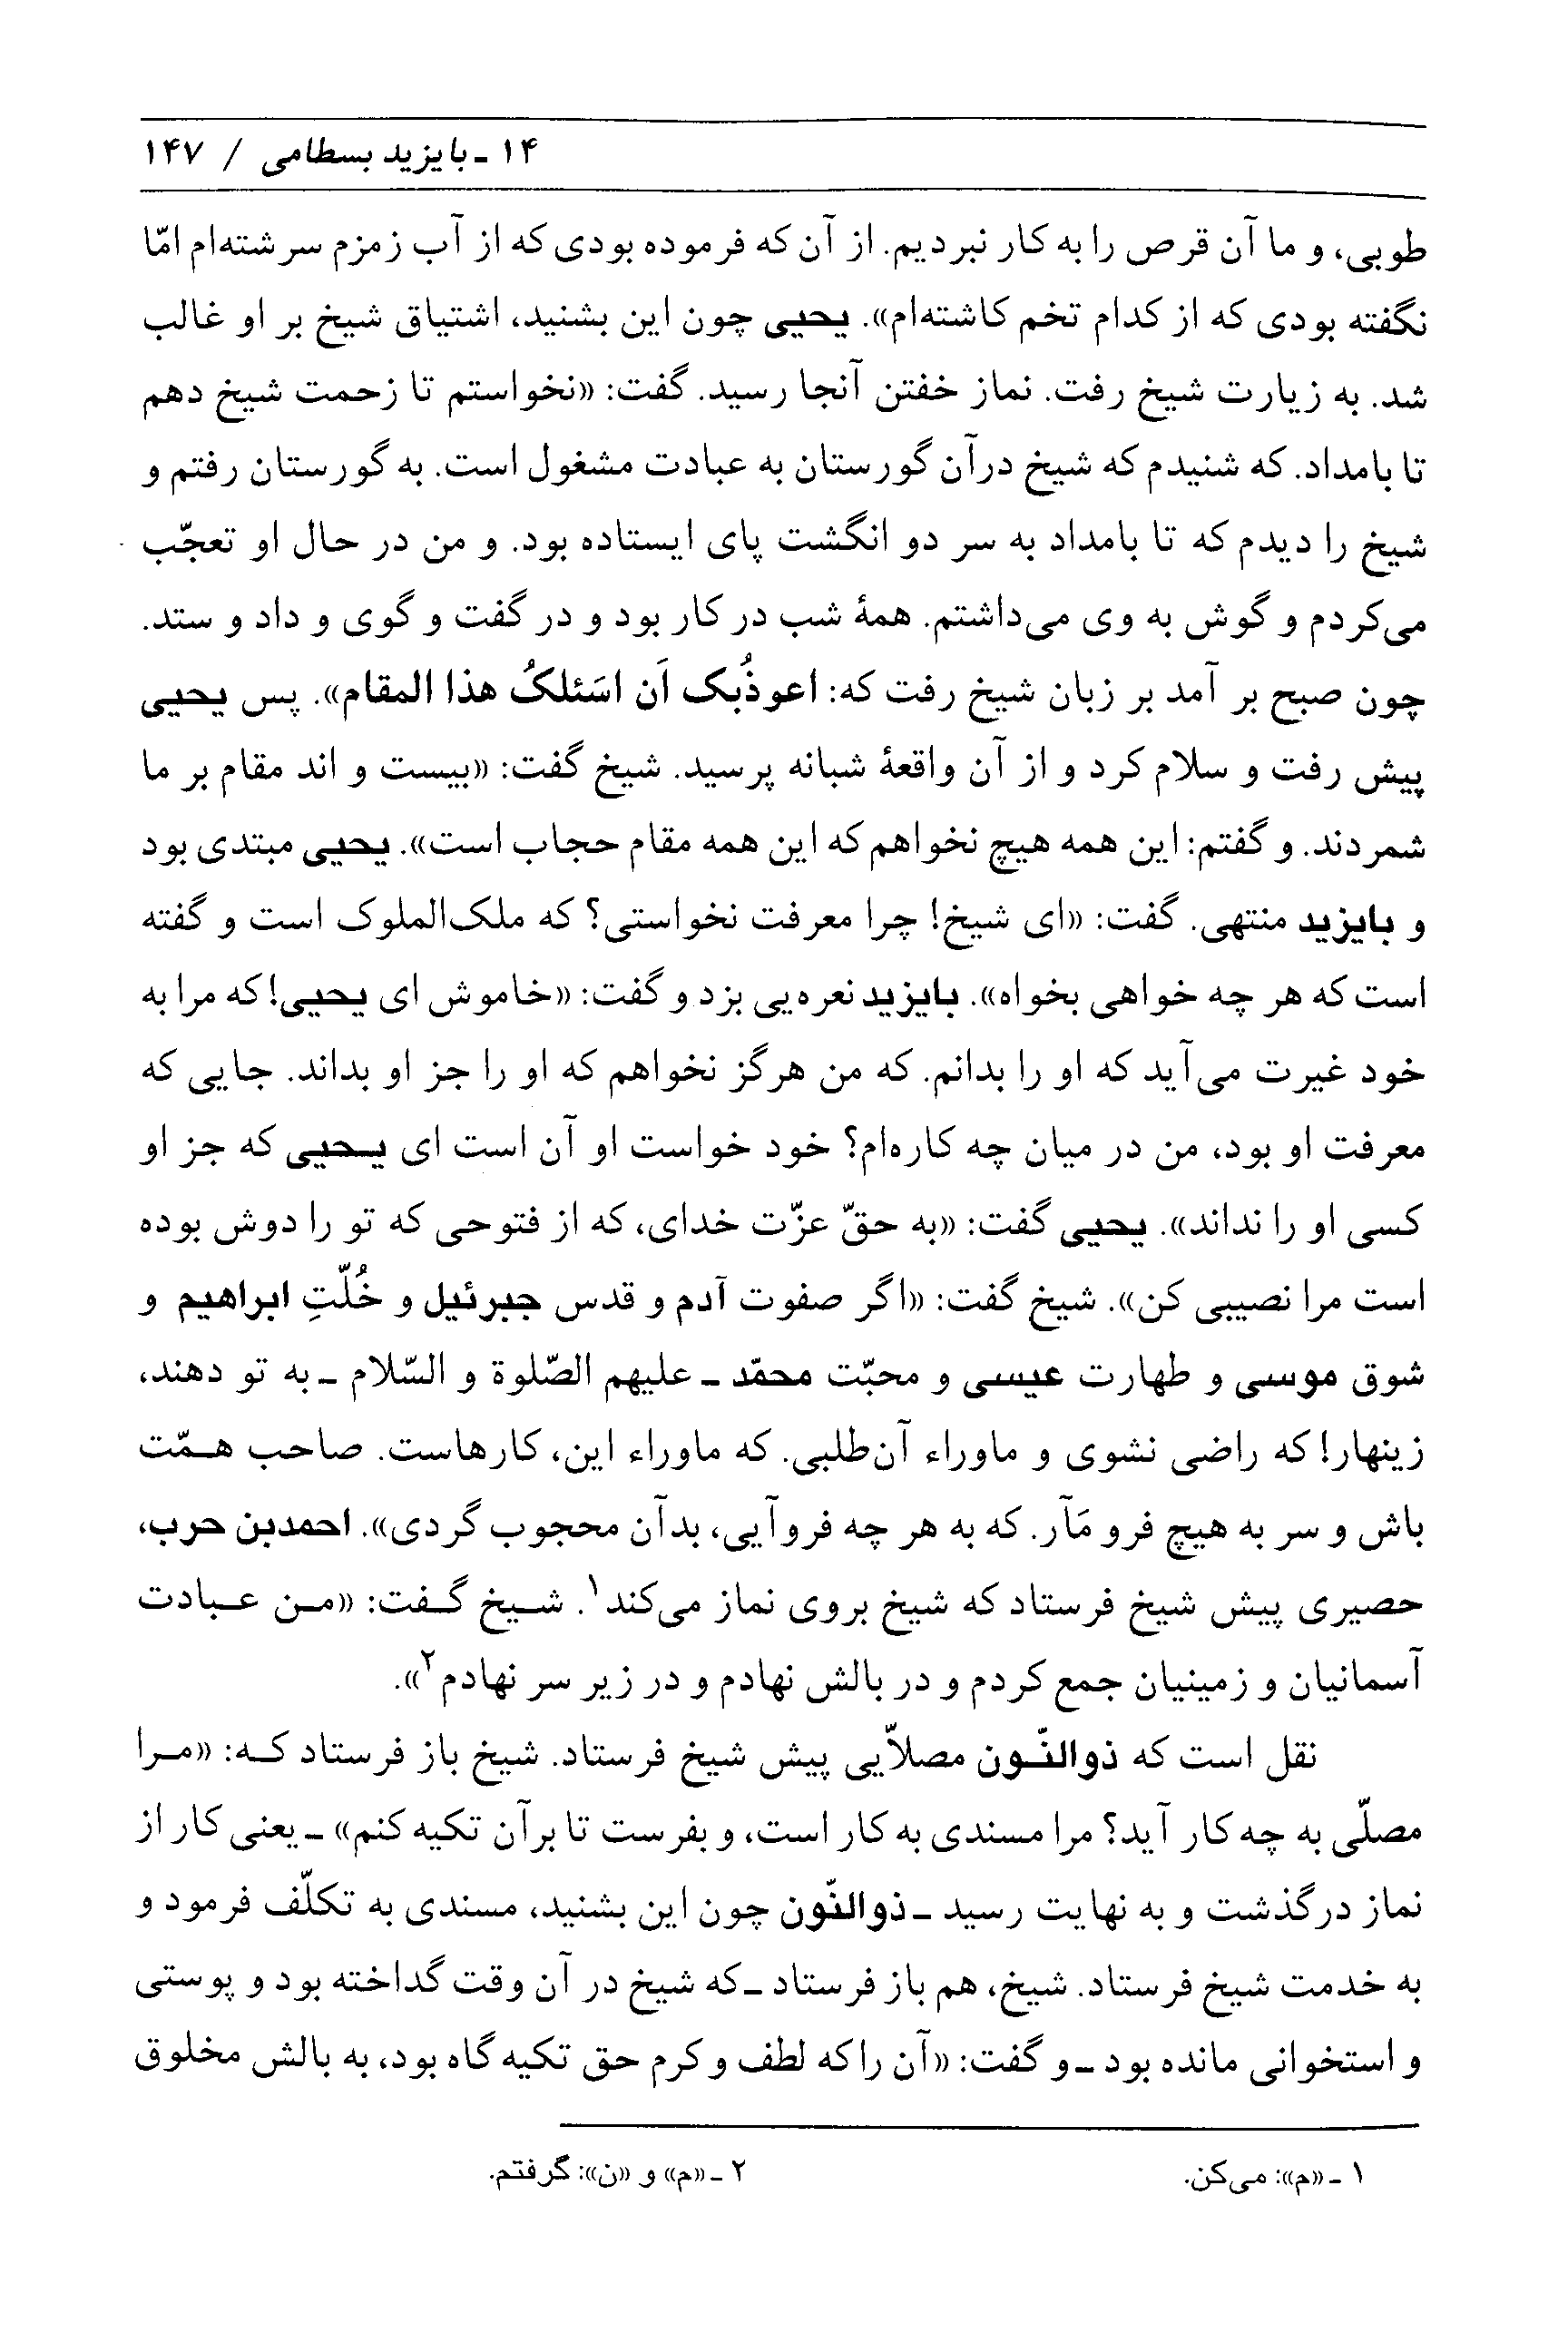 ۱۴ ـ بایزید بسطامی / ۱۴۷
طوبی، و ما آن قرص را به کار نبردیم. از آن که فرموده بودی که از آب زمزم سرشته‌ام امّا
نگفته بودی که از کدام تخم کاشته‌ام». یحیی چون این بشنید، اشتیاق شیخ بر او غالب
شد. به زیارت شیخ رفت. نماز خفتن آنجا رسید. گفت: «نخواستم تا زحمت شیخ دهم
تا بامداد. که شنیدم که شیخ درآن گورستان به عبادت مشغول است. به گورستان رفتم و
شیخ را دیدم که تا بامداد به سر دو انگشت پای ایستاده بود. و من در حال او تعجّب
می‌کردم و گوش به وی می‌داشتم. همهٔ شب در کار بود و در گفت و گوی و داد و ستد.
چون صبح بر آمد بر زبان شیخ رفت که: اعوذُبک اَن اسَئلکُ هذا المقام». پس یحیی
پیش رفت و سلام کرد و از آن واقعهٔ شبانه پرسید. شیخ گفت: «بیست و اند مقام بر ما
شمردند. و گفتم: این همه هیچ نخواهم که این همه مقام حجاب است». یحیی مبتدی بود
و بایزید منتهی. گفت: «ای شیخ! چرا معرفت نخواستی؟ که ملک‌الملوک است و گفته
است که هر چه خواهی بخواه». بایزید نعره‌یی بزد و گفت: «خاموش ای یحیی! که مرا به
خود غیرت می‌آید که او را بدانم. که من هرگز نخواهم که او را جز او بداند. جایی که
معرفت او بود، من در میان چه کاره‌ام؟ خود خواست او آن است ای یحیی که جز او
کسی او را نداند». یحیی گفت: «به حقّ عزّت خدای، که از فتوحی که تو را دوش بوده
است مرا نصیبی کن». شیخ گفت: «اگر صفوت آدم و قدس جبرئیل و خُلّتِ ابراهیم و
شوق موسی و طهارت عیسی و محبّت محمّد ـ علیهم الصّلوة و السّلام ـ به تو دهند،
زینهار! که راضی نشوی و ماوراء آن‌طلبی. که ماوراء این، کارهاست. صاحب همّت
باش و سر به هیچ فرو مَآر. که به هر چه فروآیی، بدآن محجوب گردی». احمدبن حرب،
حصیری پیش شیخ فرستاد که شیخ بروی نماز می‌کند۱. شیخ گفت: «من عبادت
آسمانیان و زمینیان جمع کردم و در بالش نهادم و در زیر سر نهادم۲».
نقل است که ذوالنّون مصلاّیی پیش شیخ فرستاد. شیخ باز فرستاد که: «مرا
مصلّی به چه کار آید؟ مرا مسندی به کار است، و بفرست تا برآن تکیه کنم» ـ یعنی کار از
نماز درگذشت و به نهایت رسید ـ ذوالنّون چون این بشنید، مسندی به تکلّف فرمود و
به خدمت شیخ فرستاد. شیخ، هم باز فرستاد ـ که شیخ در آن وقت گداخته بود و پوستی
و استخوانی مانده بود ـ و گفت: «آن را که لطف و کرم حق تکیه گاه بود، به بالش مخلوق
۱ ـ «م»: می‌کن.
۲ ـ «م» و «ن»: گرفتم.